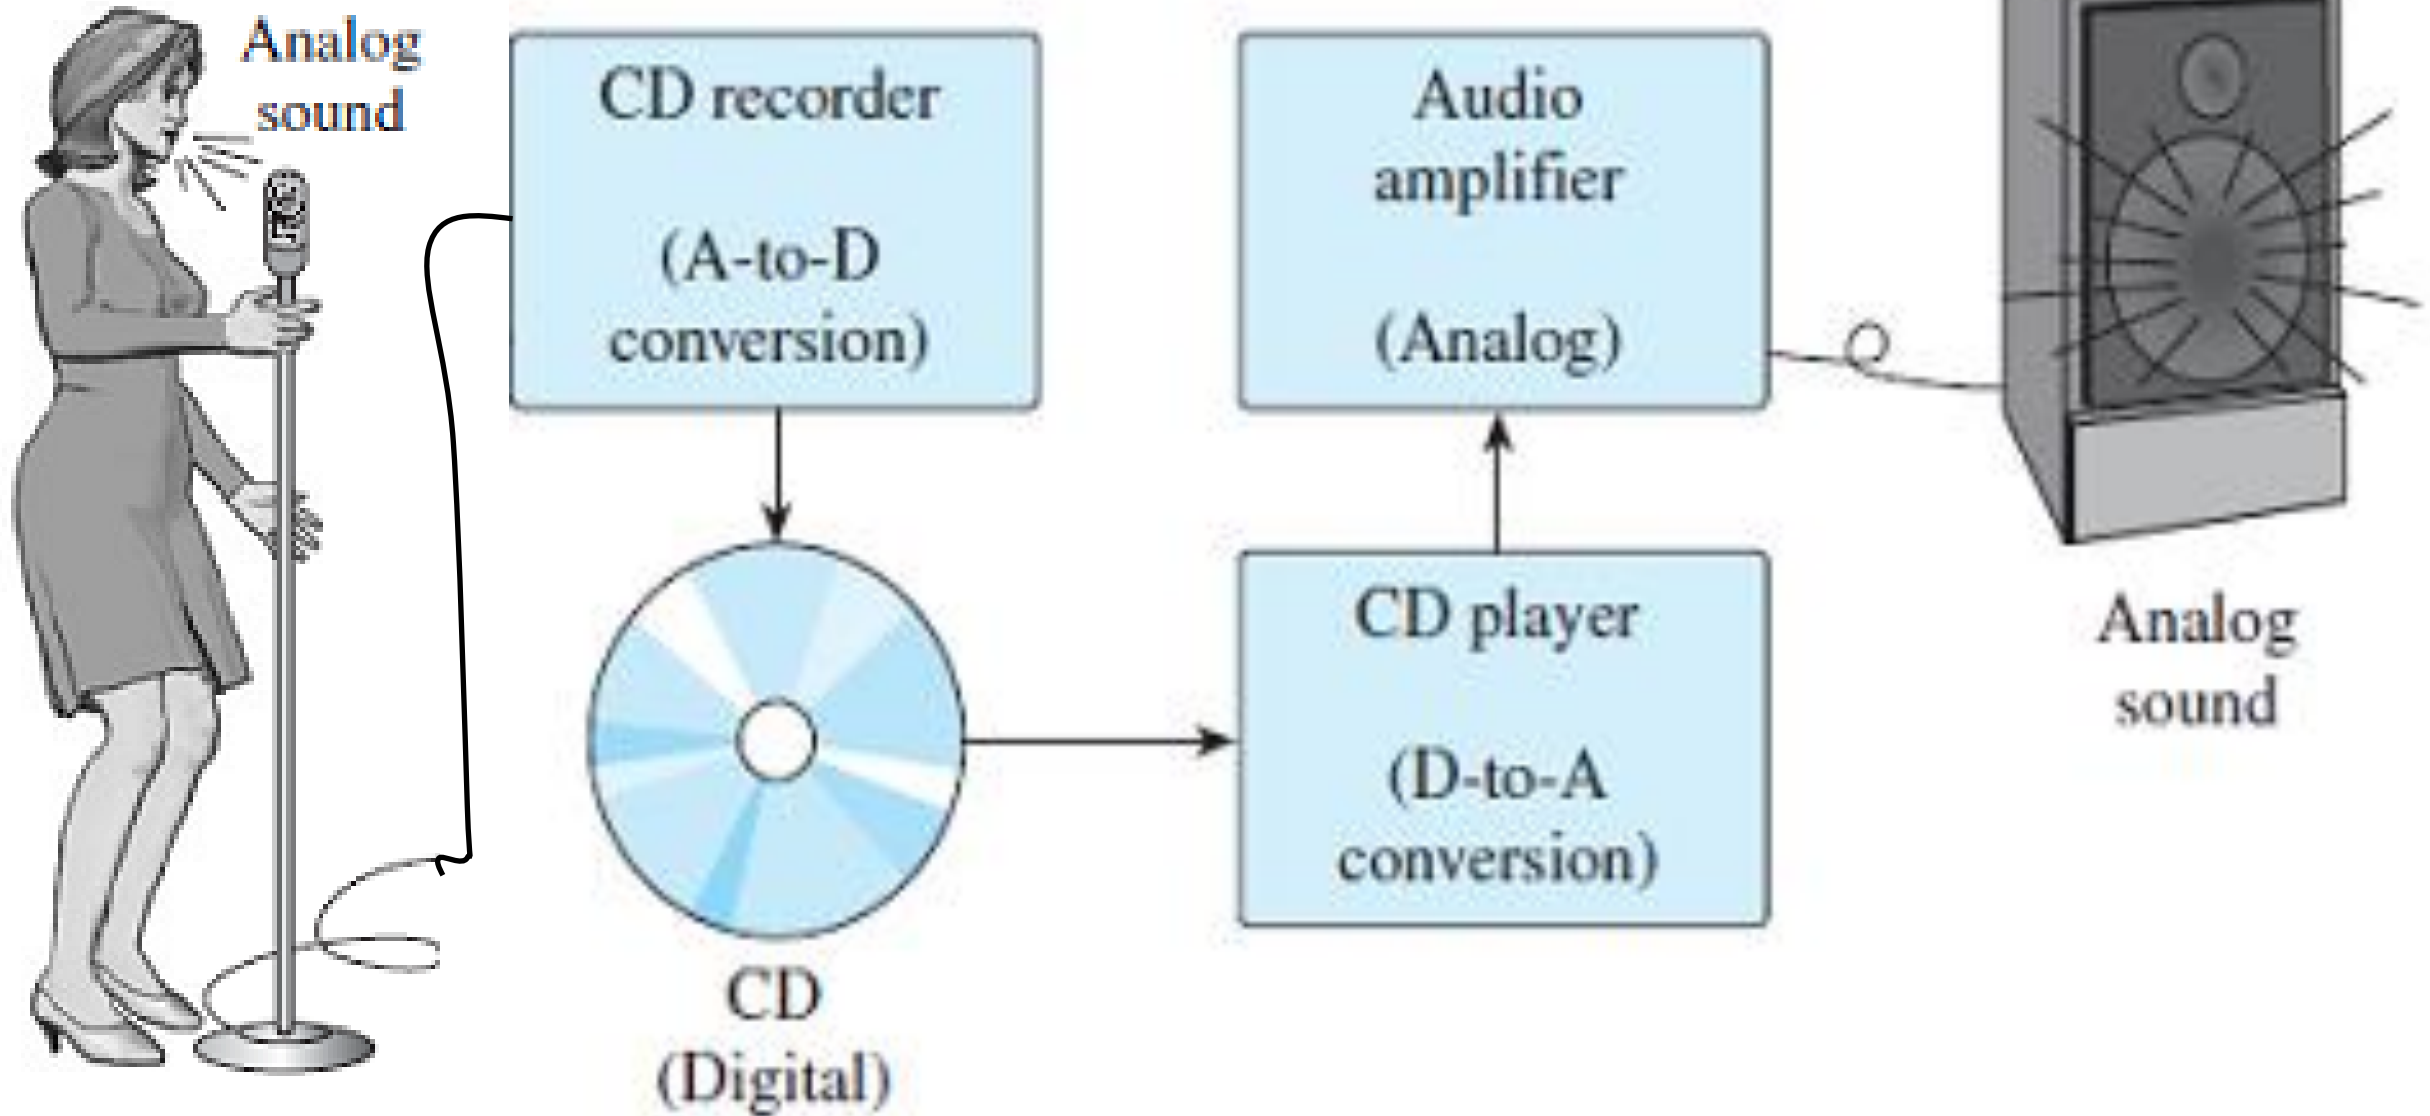 Analog
sound
CD recorder
(A-to-D
conversion)
CD
(Digital)
CD player
(D-to-A
conversion)
Audio
amplifier
(Analog)
Analog
sound